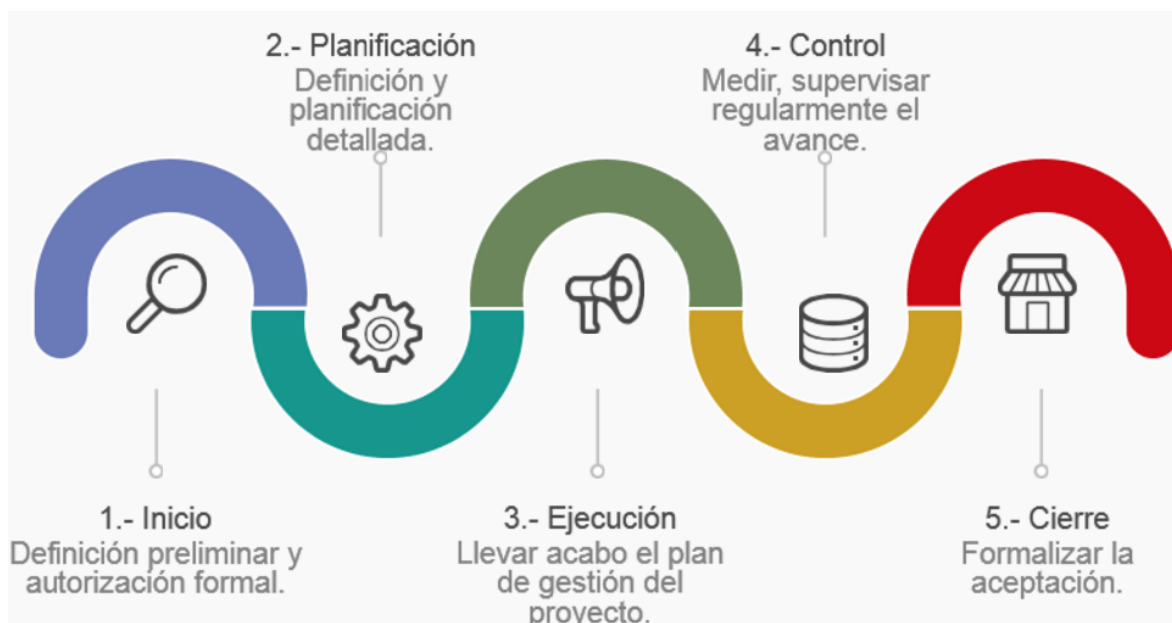 1.- Inicio
Definición preliminar y
autorización formal.
2.- Planificación
Definición y
planificación
detallada.
3.- Ejecución
Llevar acabo el plan
de gestión del
proyecto.
4.- Control
Medir, supervisar
regularmente el
avance.
5.- Cierre
Formalizar la
aceptación.